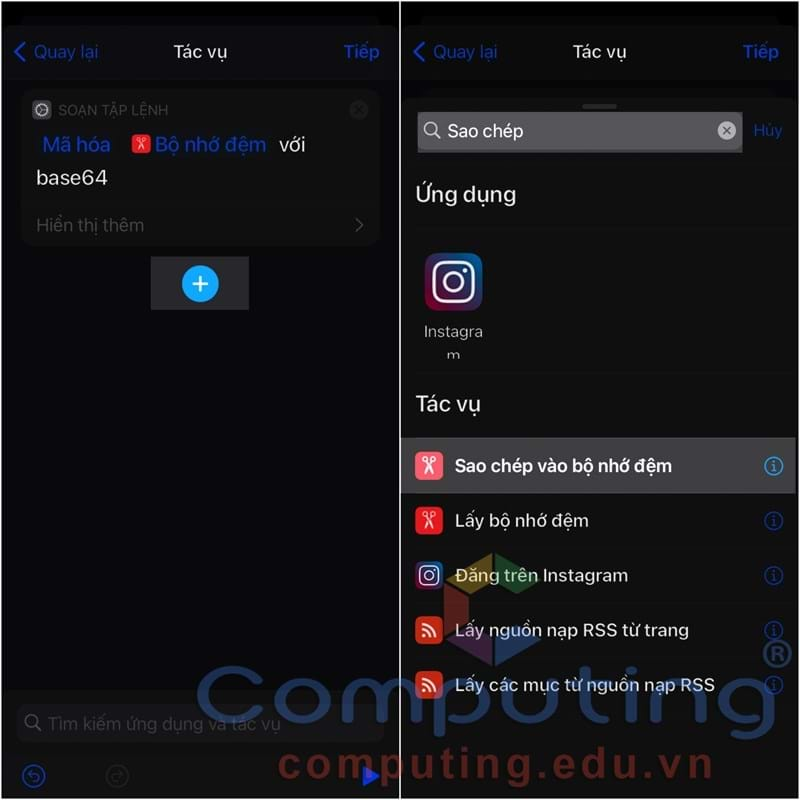 Quay lại
Tác vụ
Tiếp
SOẠN TẬP LỆNH
Mã hóa Bộ nhớ đệm với
base64
Hiển thị thêm
Tìm kiếm ứng dụng và tác vụ
Quay lại
Tác vụ
Tiếp
Sao chép
Hủy
Ứng dụng
Instagra
m
Tác vụ
Sao chép vào bộ nhớ đệm
Lấy bộ nhớ đệm
Đăng trên Instagram
Lấy nguồn nạp RSS từ trang
Lấy các mục từ nguồn nạp RSS
Computing®
computing.edu.vn